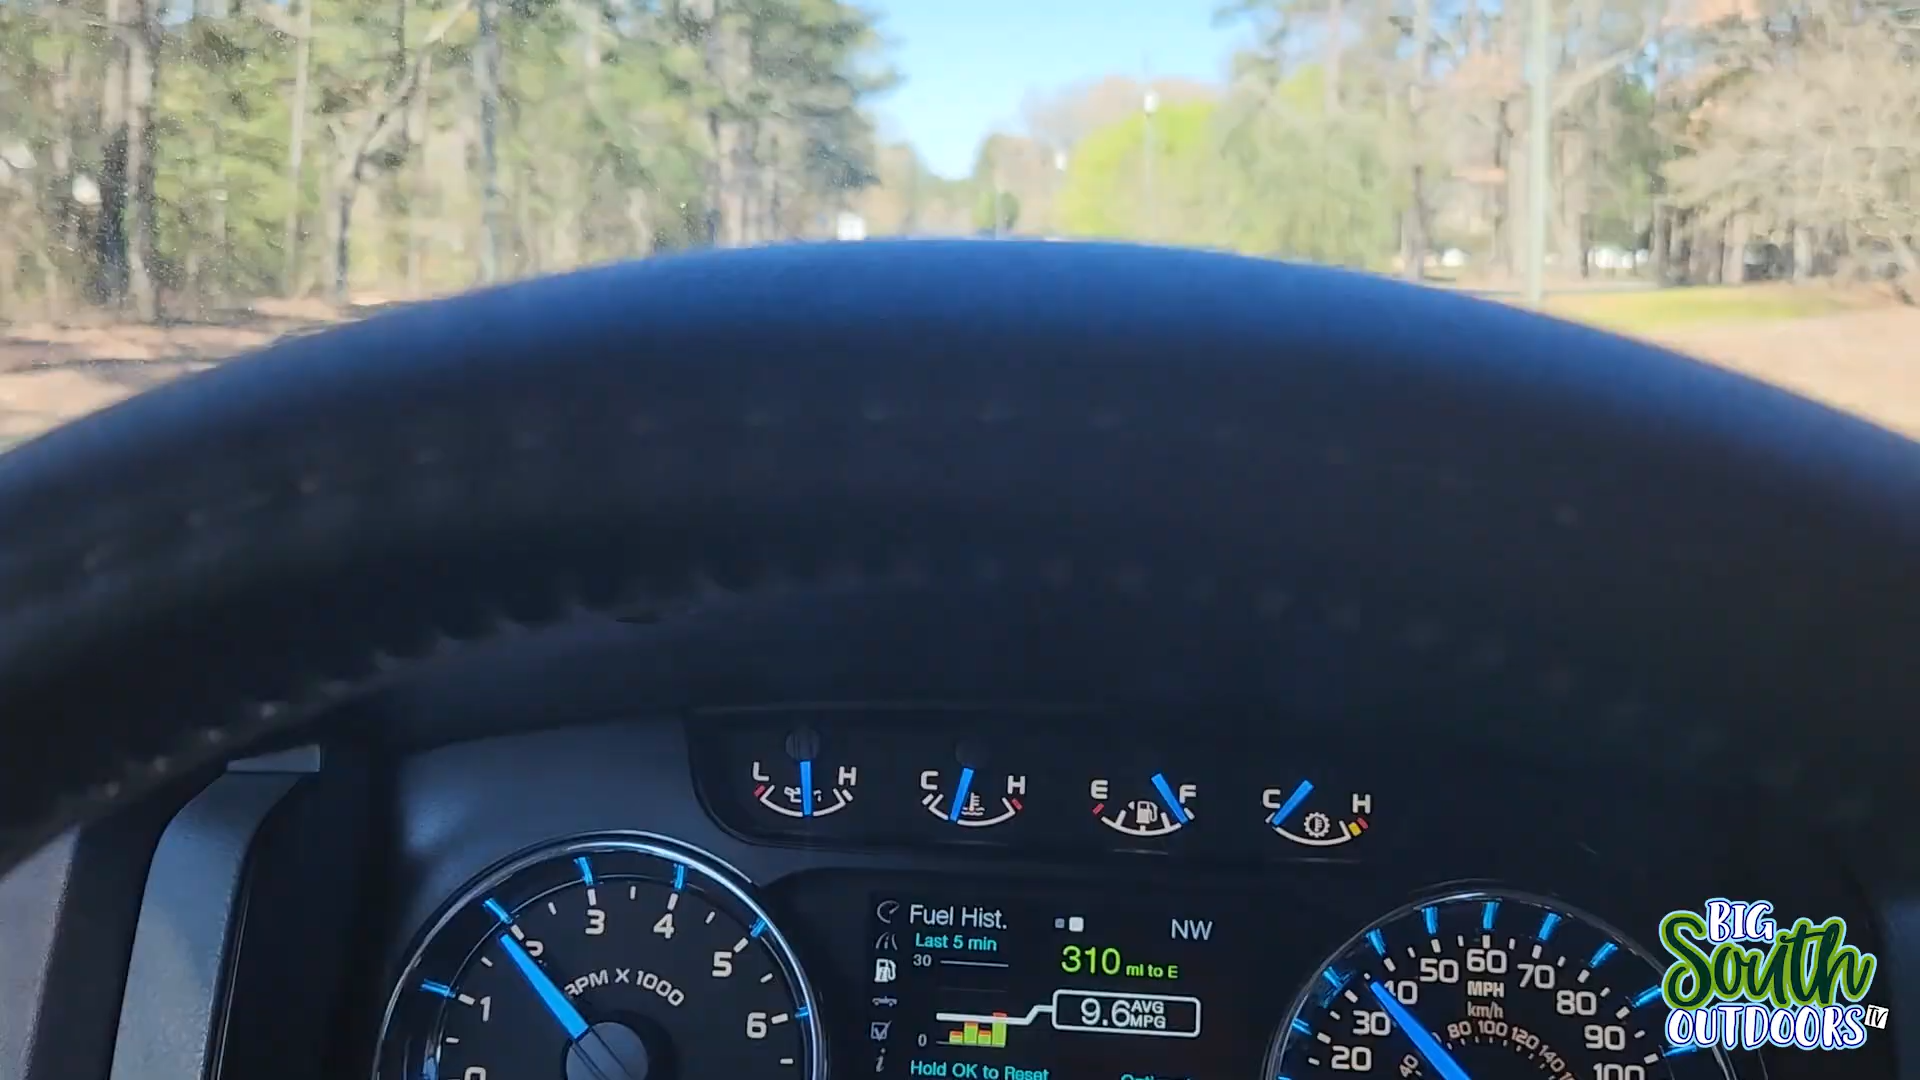 L H
C H
E F
C H
1 2 3 4 5 6
RPM X 1000
0
Fuel Hist.
Last 5 min
30
0
Hold OK to Reset
NW
310 mi to E
9.6 AVG MPG
20 30 40 50 60 70 80 90 100
MPH
km/h
40 80 100 120 140
BIG
South
OUTDOORS TV